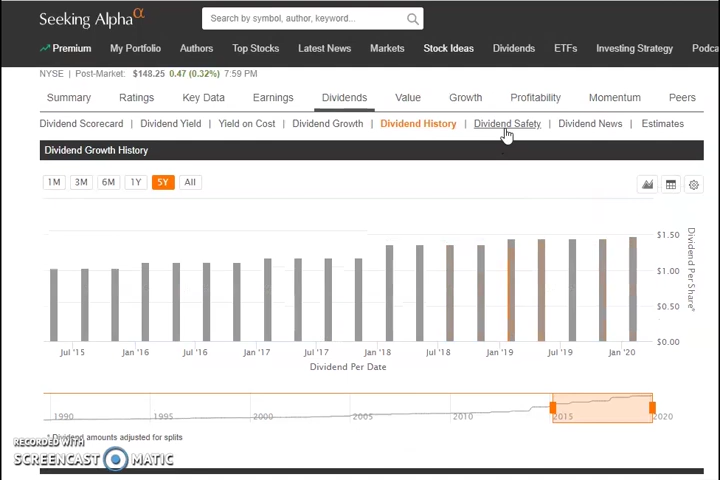 Seeking Alpha α
Search by symbol, author, keyword...
Premium My Portfolio Authors Top Stocks Latest News Markets Stock Ideas Dividends ETFs Investing Strategy Podca
NYSE | Post-Market: $148.25 0.47 (0.32%) 7:59 PM
Summary Ratings Key Data Earnings Dividends Value Growth Profitability Momentum Peers
Dividend Scorecard | Dividend Yield | Yield on Cost | Dividend Growth | Dividend History | Dividend Safety | Dividend News | Estimates
Dividend Growth History
1M 3M 6M 1Y 5Y All
$1.50
$1.00
$0.50
$0.00
Dividend Per Share*
Jul '15 Jan '16 Jul '16 Jan '17 Jul '17 Jan '18 Jul '18 Jan '19 Jul '19 Jan '20
Dividend Per Date
1990 1995 2000 2005 2010 2015 2020
* Dividend amounts adjusted for splits
RECORDED WITH
SCREENCAST MATIC